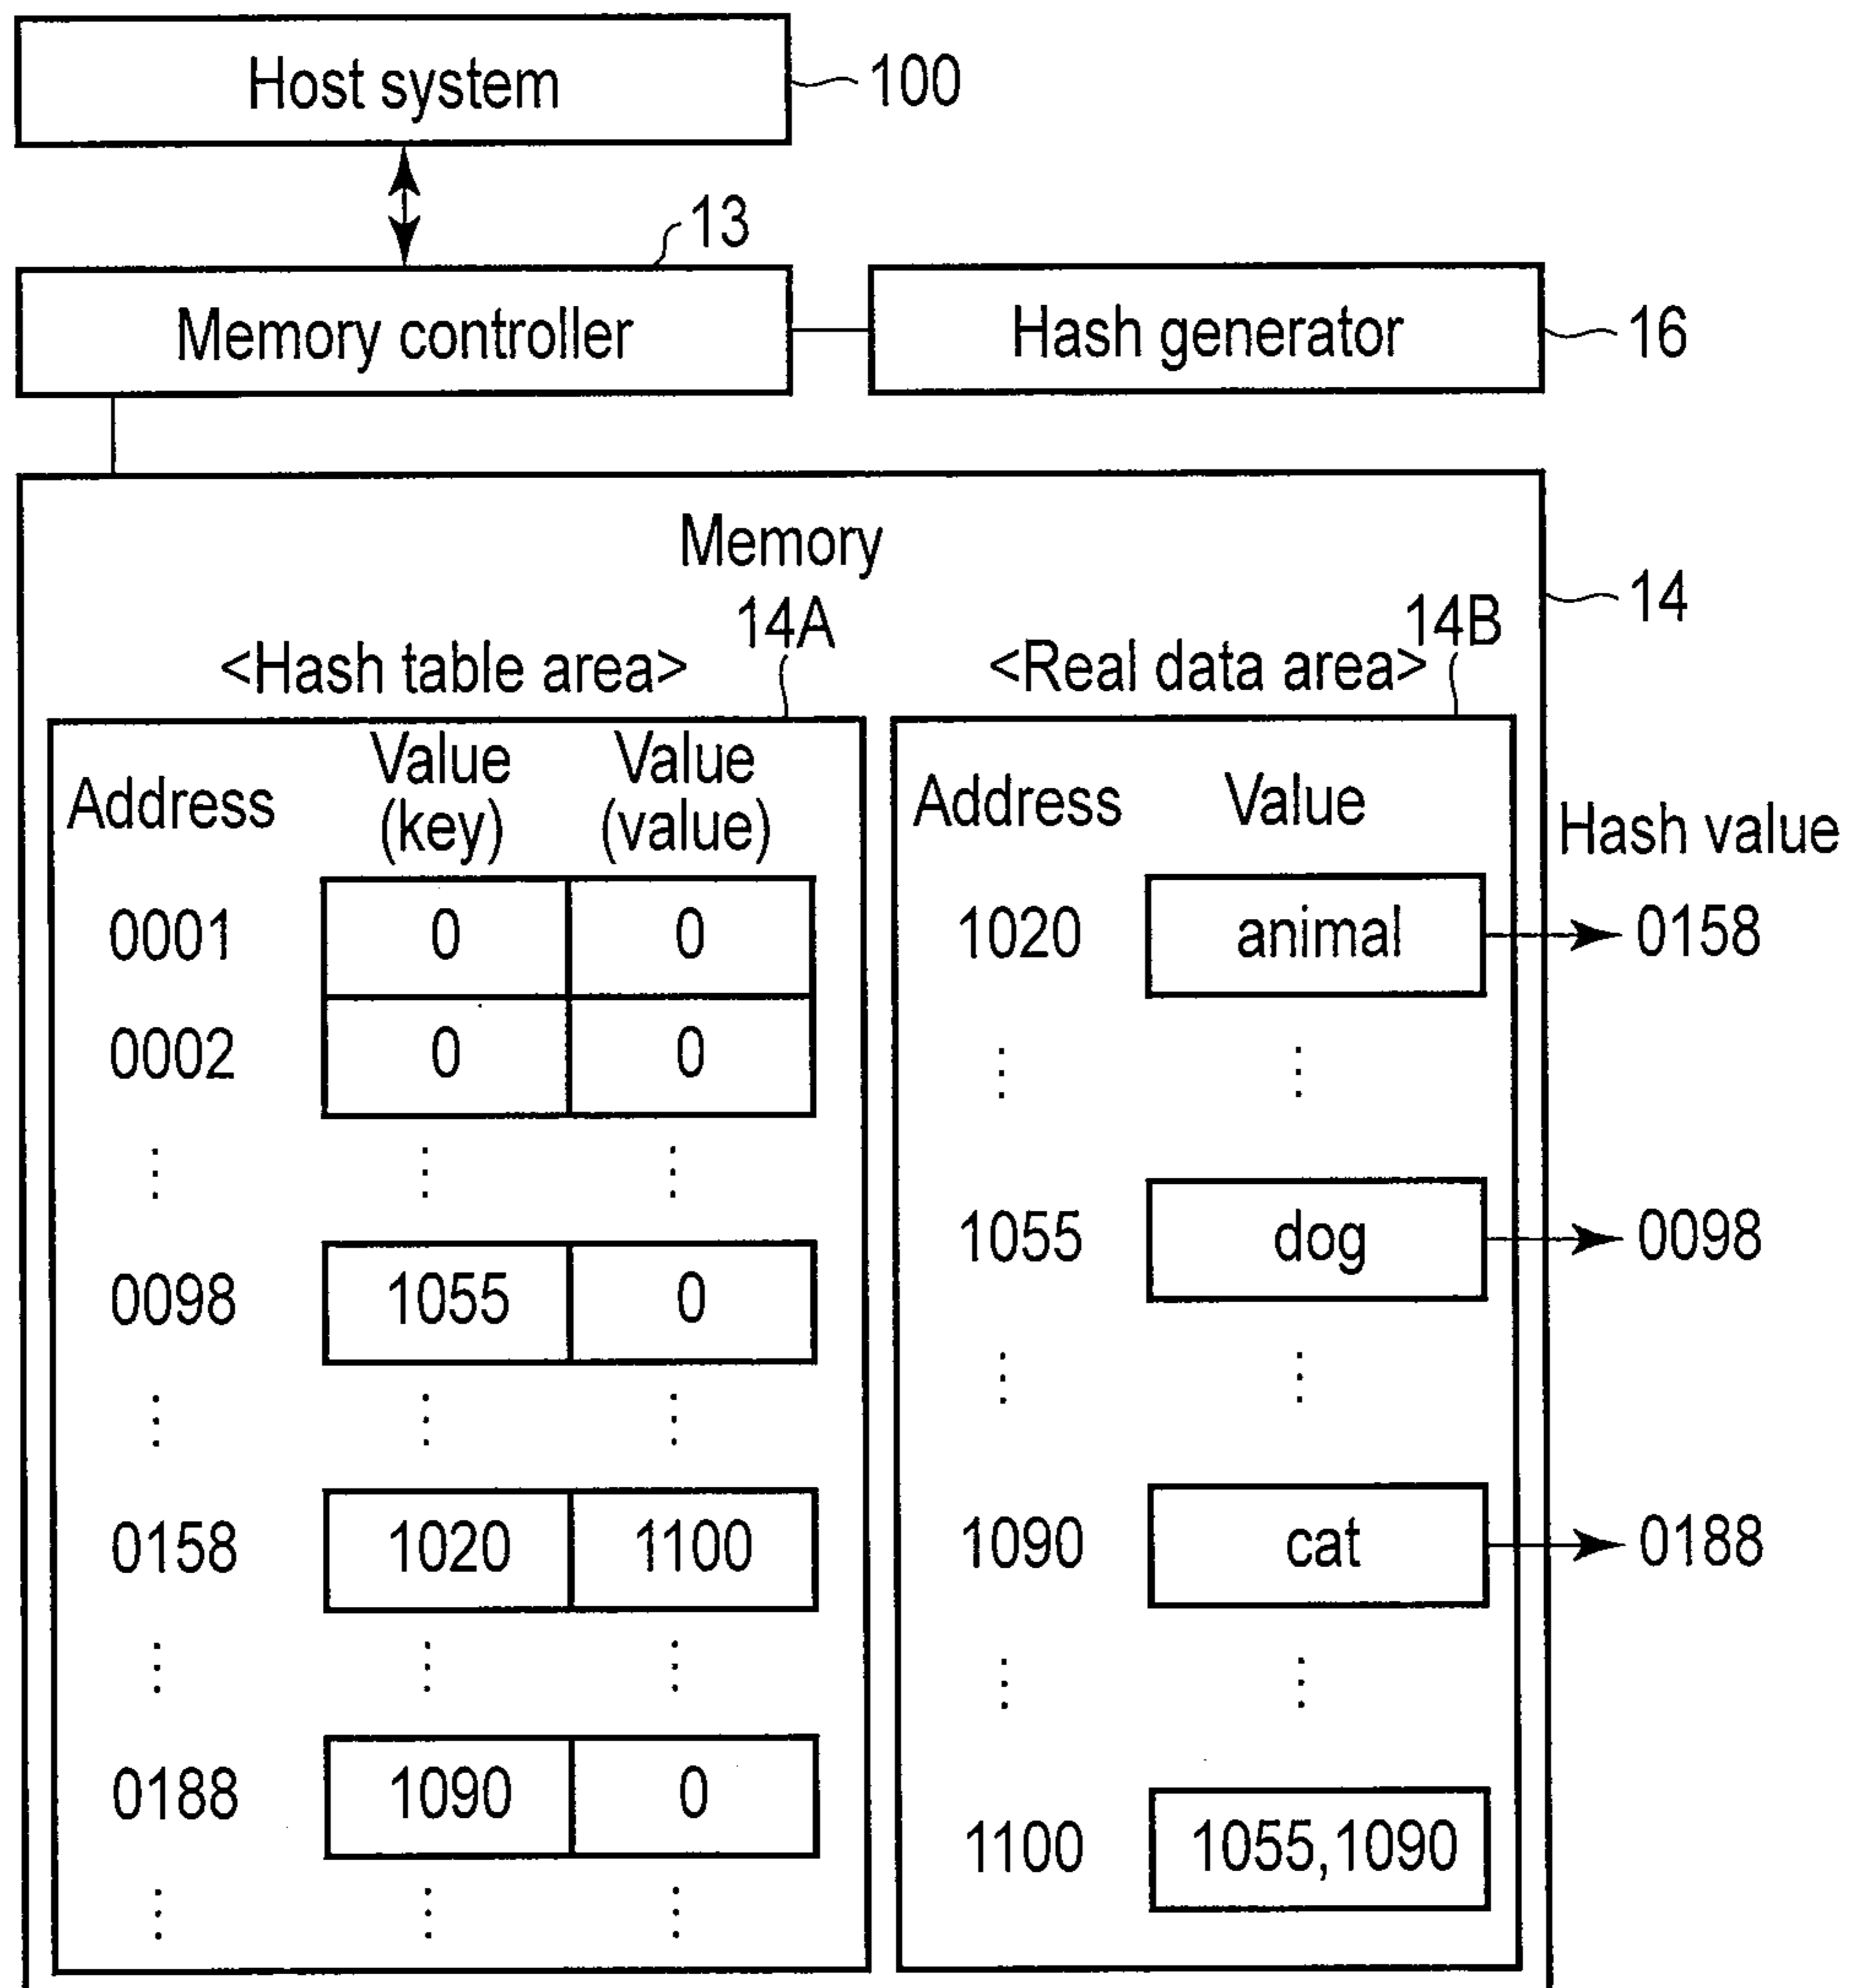 Host system
100
13
Memory controller
Hash generator
16
Memory
14
14A
14B
<Hash table area>
<Real data area>
Address
Value
(key)
Value
(value)
Address
Value
Hash value
0001
0
0
1020
animal
0158
0002
0
0
1055
dog
0098
0098
1055
0
0158
1020
1100
1090
cat
0188
0188
1090
0
1100
1055,1090